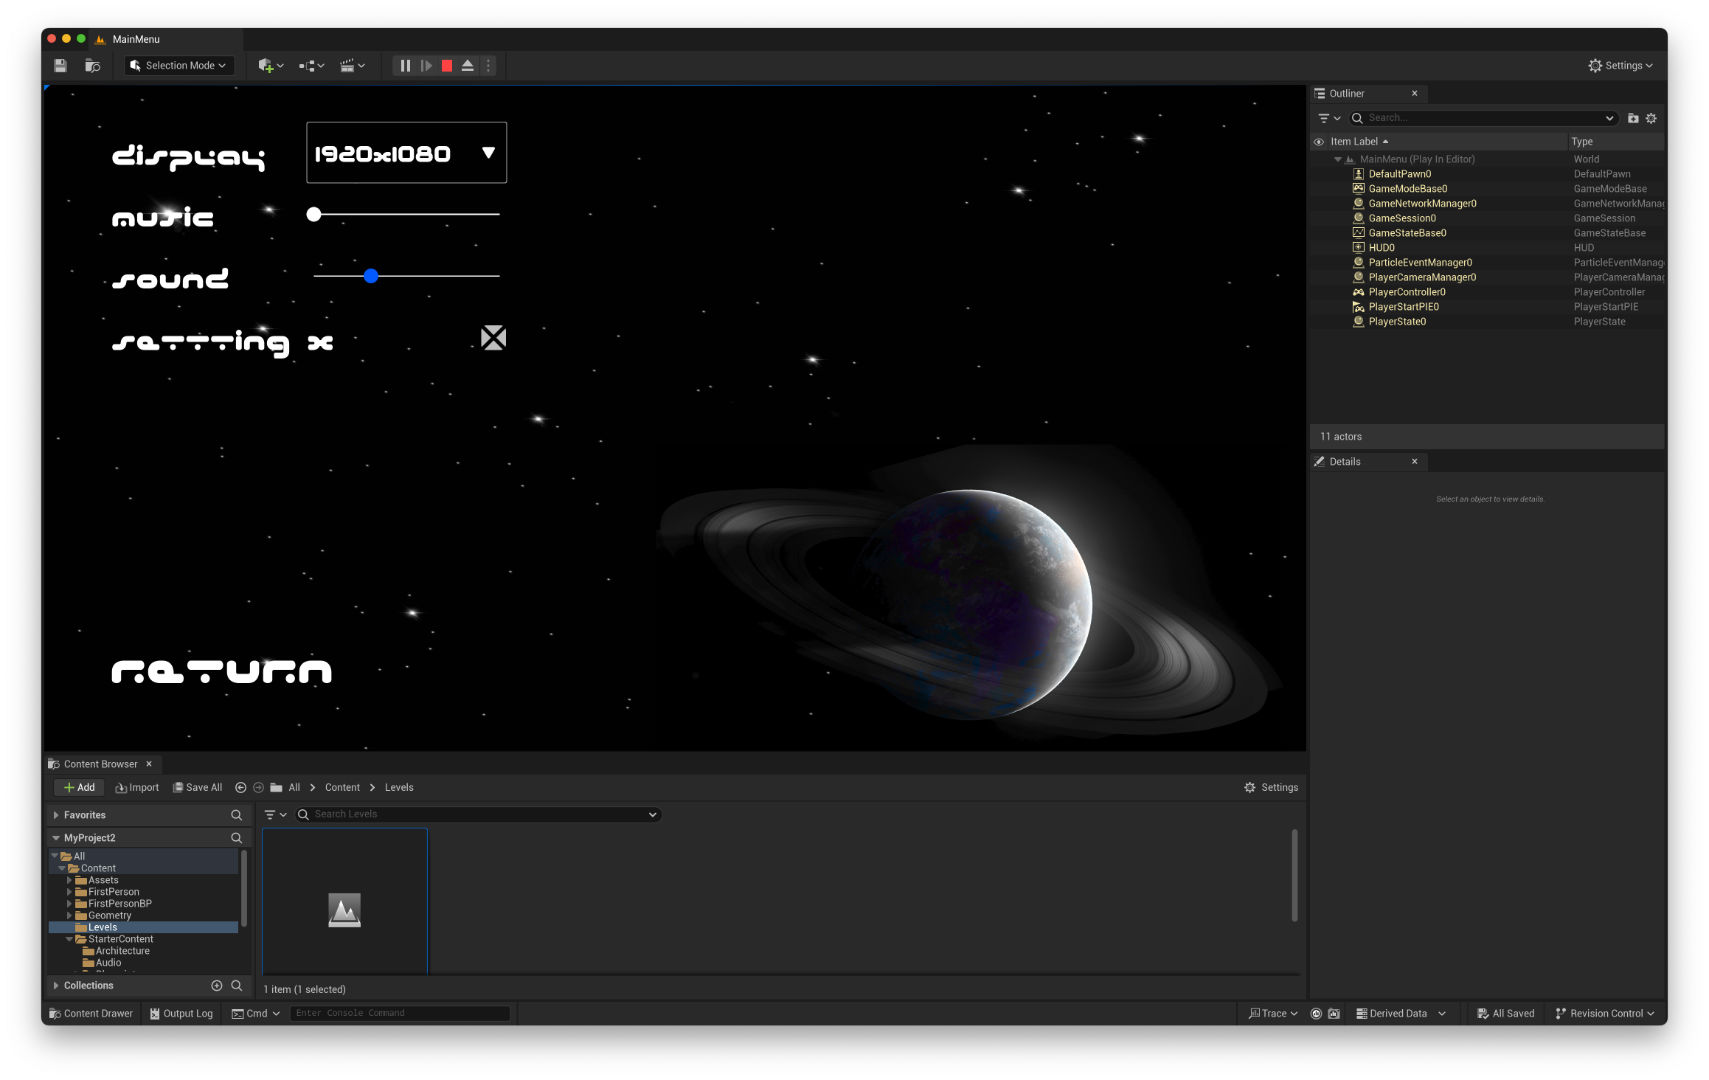 MainMenu
Selection Mode
Settings
display 1920x1080
music
sound
settting x
return
Outliner
Search...
Item Label Type
MainMenu (Play In Editor) World
DefaultPawn0 DefaultPawn
GameModeBase0 GameModeBase
GameNetworkManager0 GameNetworkManag
GameSession0 GameSession
GameStateBase0 GameStateBase
HUD0 HUD
ParticleEventManager0 ParticleEventManag
PlayerCameraManager0 PlayerCameraManag
PlayerController0 PlayerController
PlayerStartPIE0 PlayerStartPIE
PlayerState0 PlayerState
11 actors
Details
Select an object to view details.
Content Browser
Add Import Save All All Content Levels Settings
Favorites
Search Levels
MyProject2
All
Content
Assets
FirstPerson
FirstPersonBP
Geometry
Levels
StarterContent
Architecture
Audio
Collections
1 item (1 selected)
Content Drawer Output Log Cmd Enter Console Command Trace Derived Data All Saved Revision Control